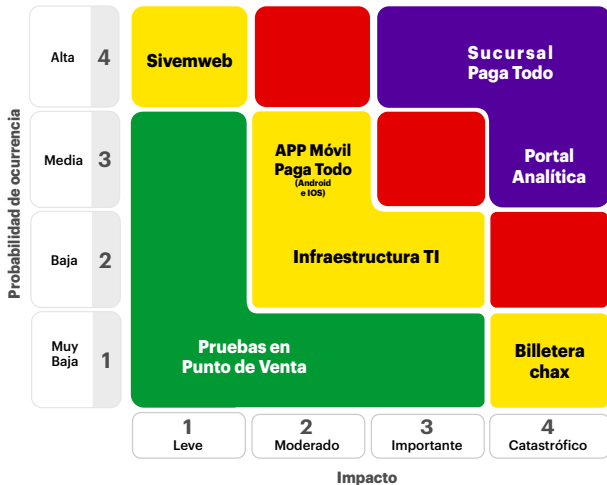 Probabilidad de ocurrencia
Alta
4
Sivemweb
Sucursal
Paga Todo
Media
3
APP Móvil
Paga Todo
(Android
e IOS)
Portal
Analítica
Baja
2
Infraestructura TI
Muy
Baja
1
Pruebas en
Punto de Venta
Billetera
chax
1
Leve
2
Moderado
3
Importante
4
Catastrófico
Impacto